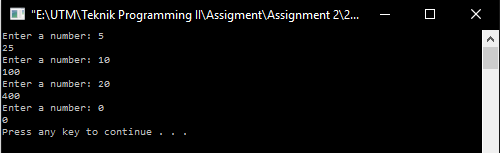 "E:\UTM\Teknik Programming II\Assigment\Assignment 2\2...
Enter a number: 5
25
Enter a number: 10
100
Enter a number: 20
400
Enter a number: 0
0
Press any key to continue . . .